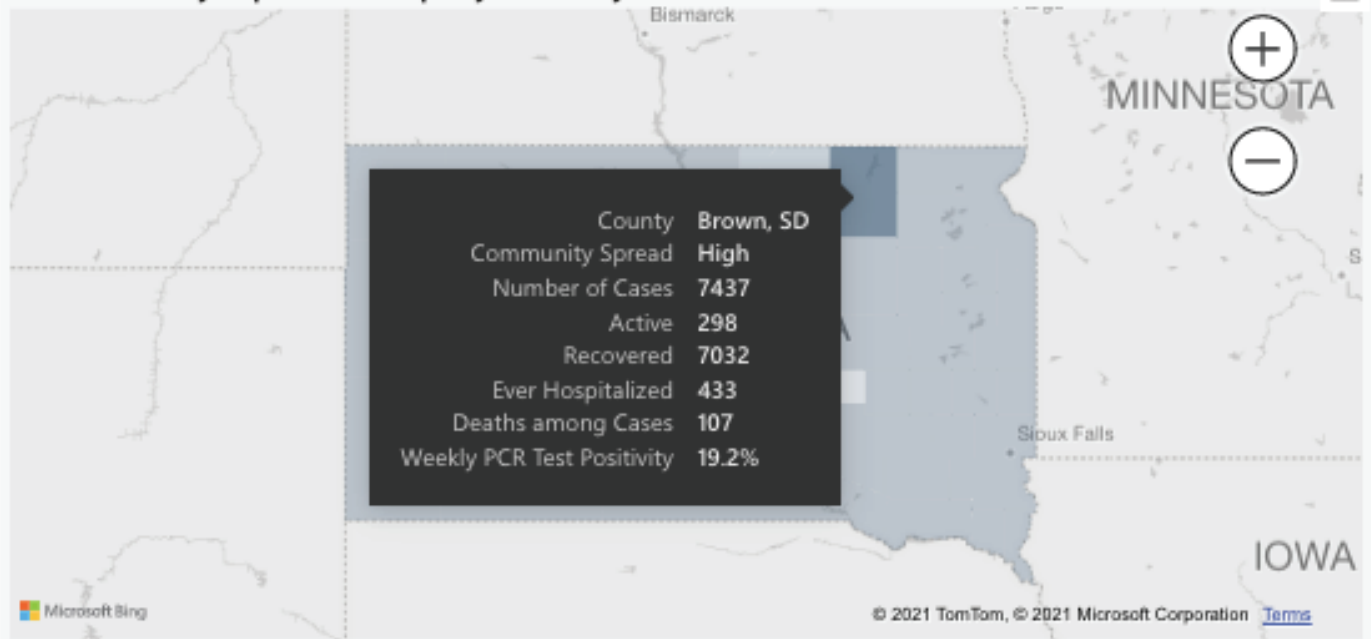 Bismarck
MINNESOTA
County Brown, SD
Community Spread High
Number of Cases 7437
Active 298
Recovered 7032
Ever Hospitalized 433
Deaths among Cases 107
Weekly PCR Test Positivity 19.2%
Sioux Falls
IOWA
Microsoft Bing
© 2021 TomTom, © 2021 Microsoft Corporation Terms